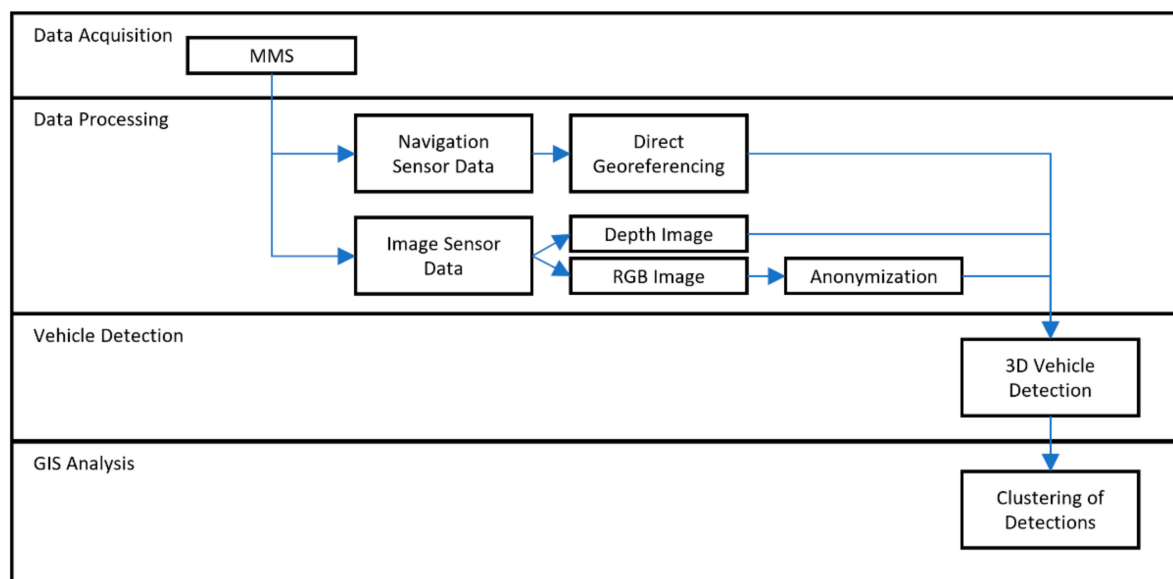 Data Acquisition
MMS
Data Processing
Navigation
Sensor Data
Direct
Georeferencing
Image Sensor
Data
Depth Image
RGB Image
Anonymization
Vehicle Detection
3D Vehicle
Detection
GIS Analysis
Clustering of
Detections